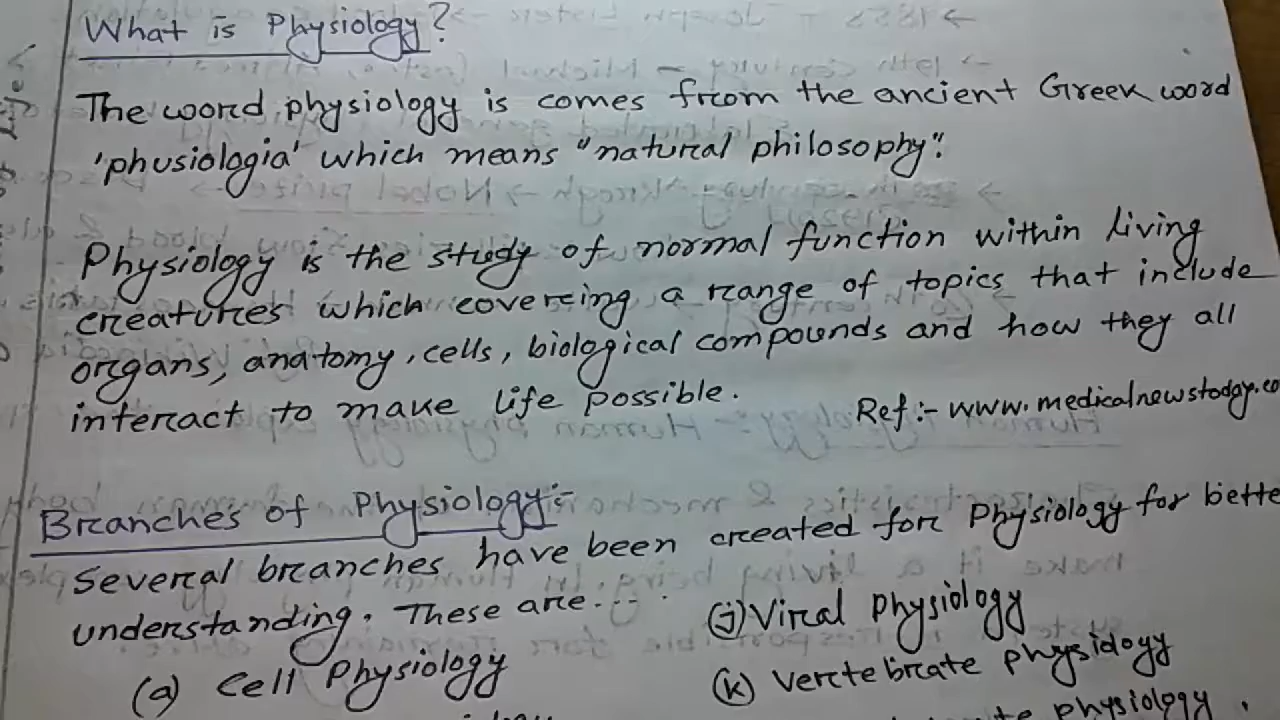 What is Physiology?
The word physiology is comes from the ancient Greek word
'phusiologia' which means "natural philosophy".
Physiology is the study of normal function within living
creatures which covering a range of topics that include
organs, anatomy, cells, biological compounds and how they all
interact to make life possible.
Ref :- www.medicalnewstoday.co
Branches of Physiology :-
Several branches have been created for Physiology for bette
understanding. These are....
(a) Cell Physiology
(j) Viral Physiology
(k) Vertebrate physiology
physiology.